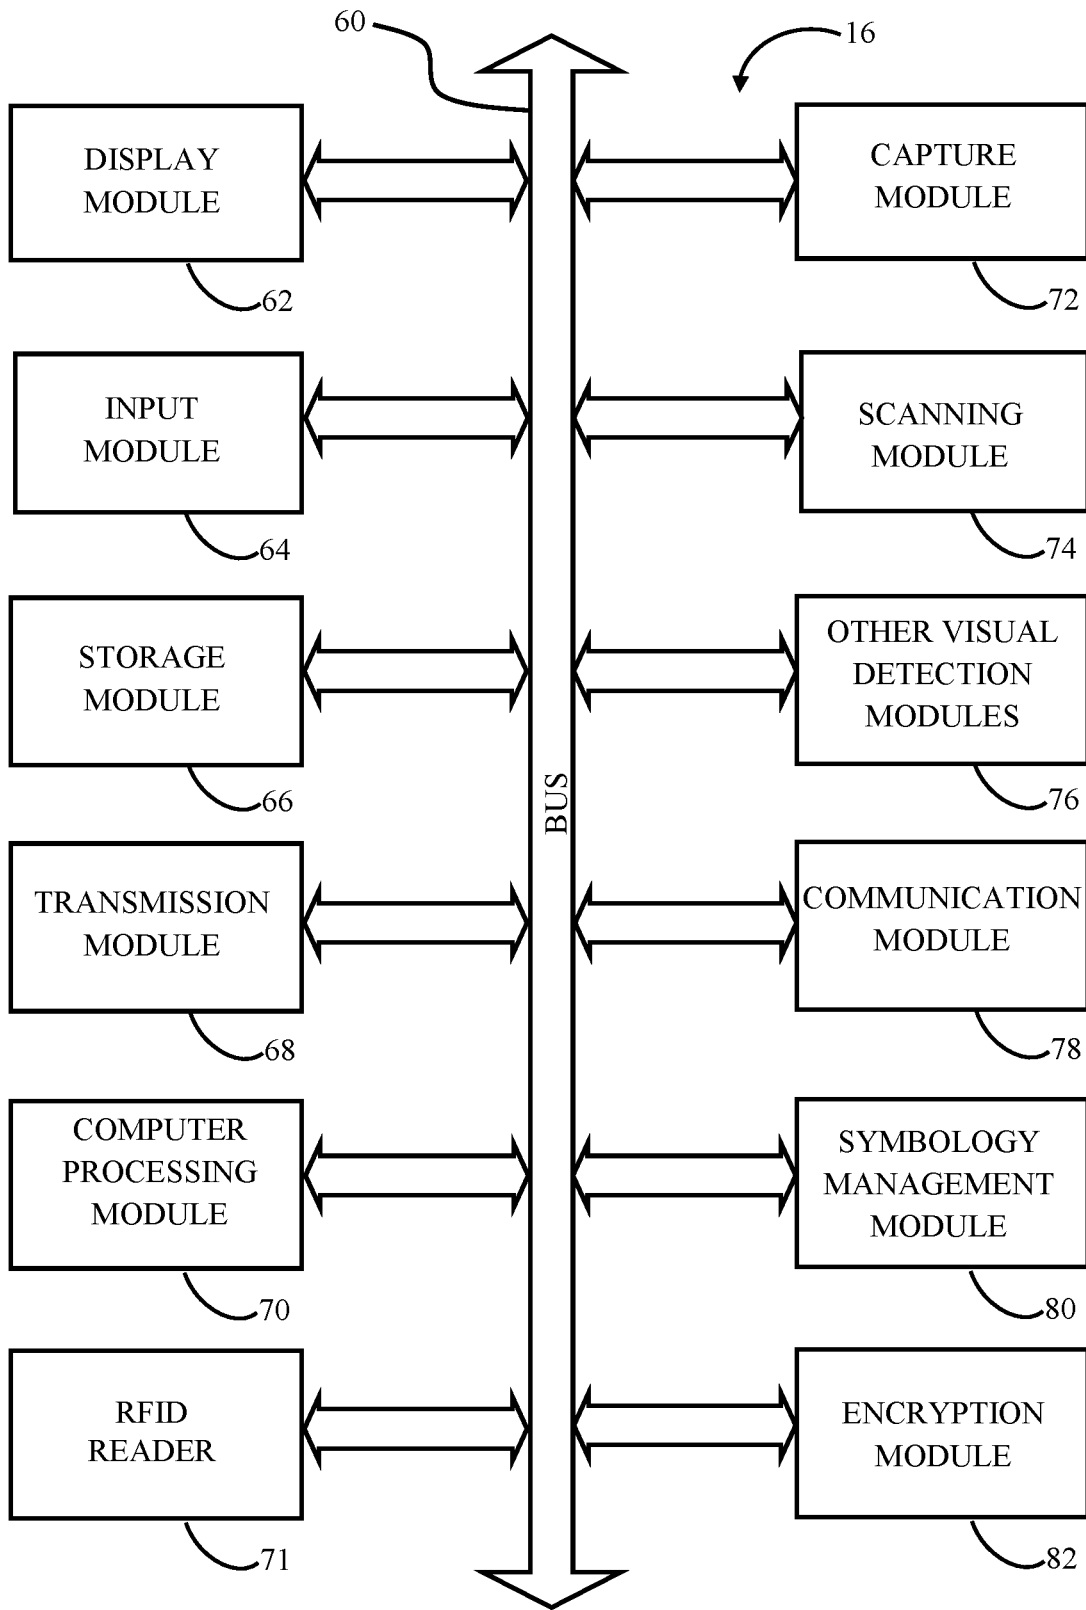 60
16
DISPLAY
MODULE
62
CAPTURE
MODULE
72
INPUT
MODULE
64
SCANNING
MODULE
74
STORAGE
MODULE
66
OTHER VISUAL
DETECTION
MODULES
76
BUS
TRANSMISSION
MODULE
68
COMMUNICATION
MODULE
78
COMPUTER
PROCESSING
MODULE
70
SYMBOLOGY
MANAGEMENT
MODULE
80
RFID
READER
71
ENCRYPTION
MODULE
82